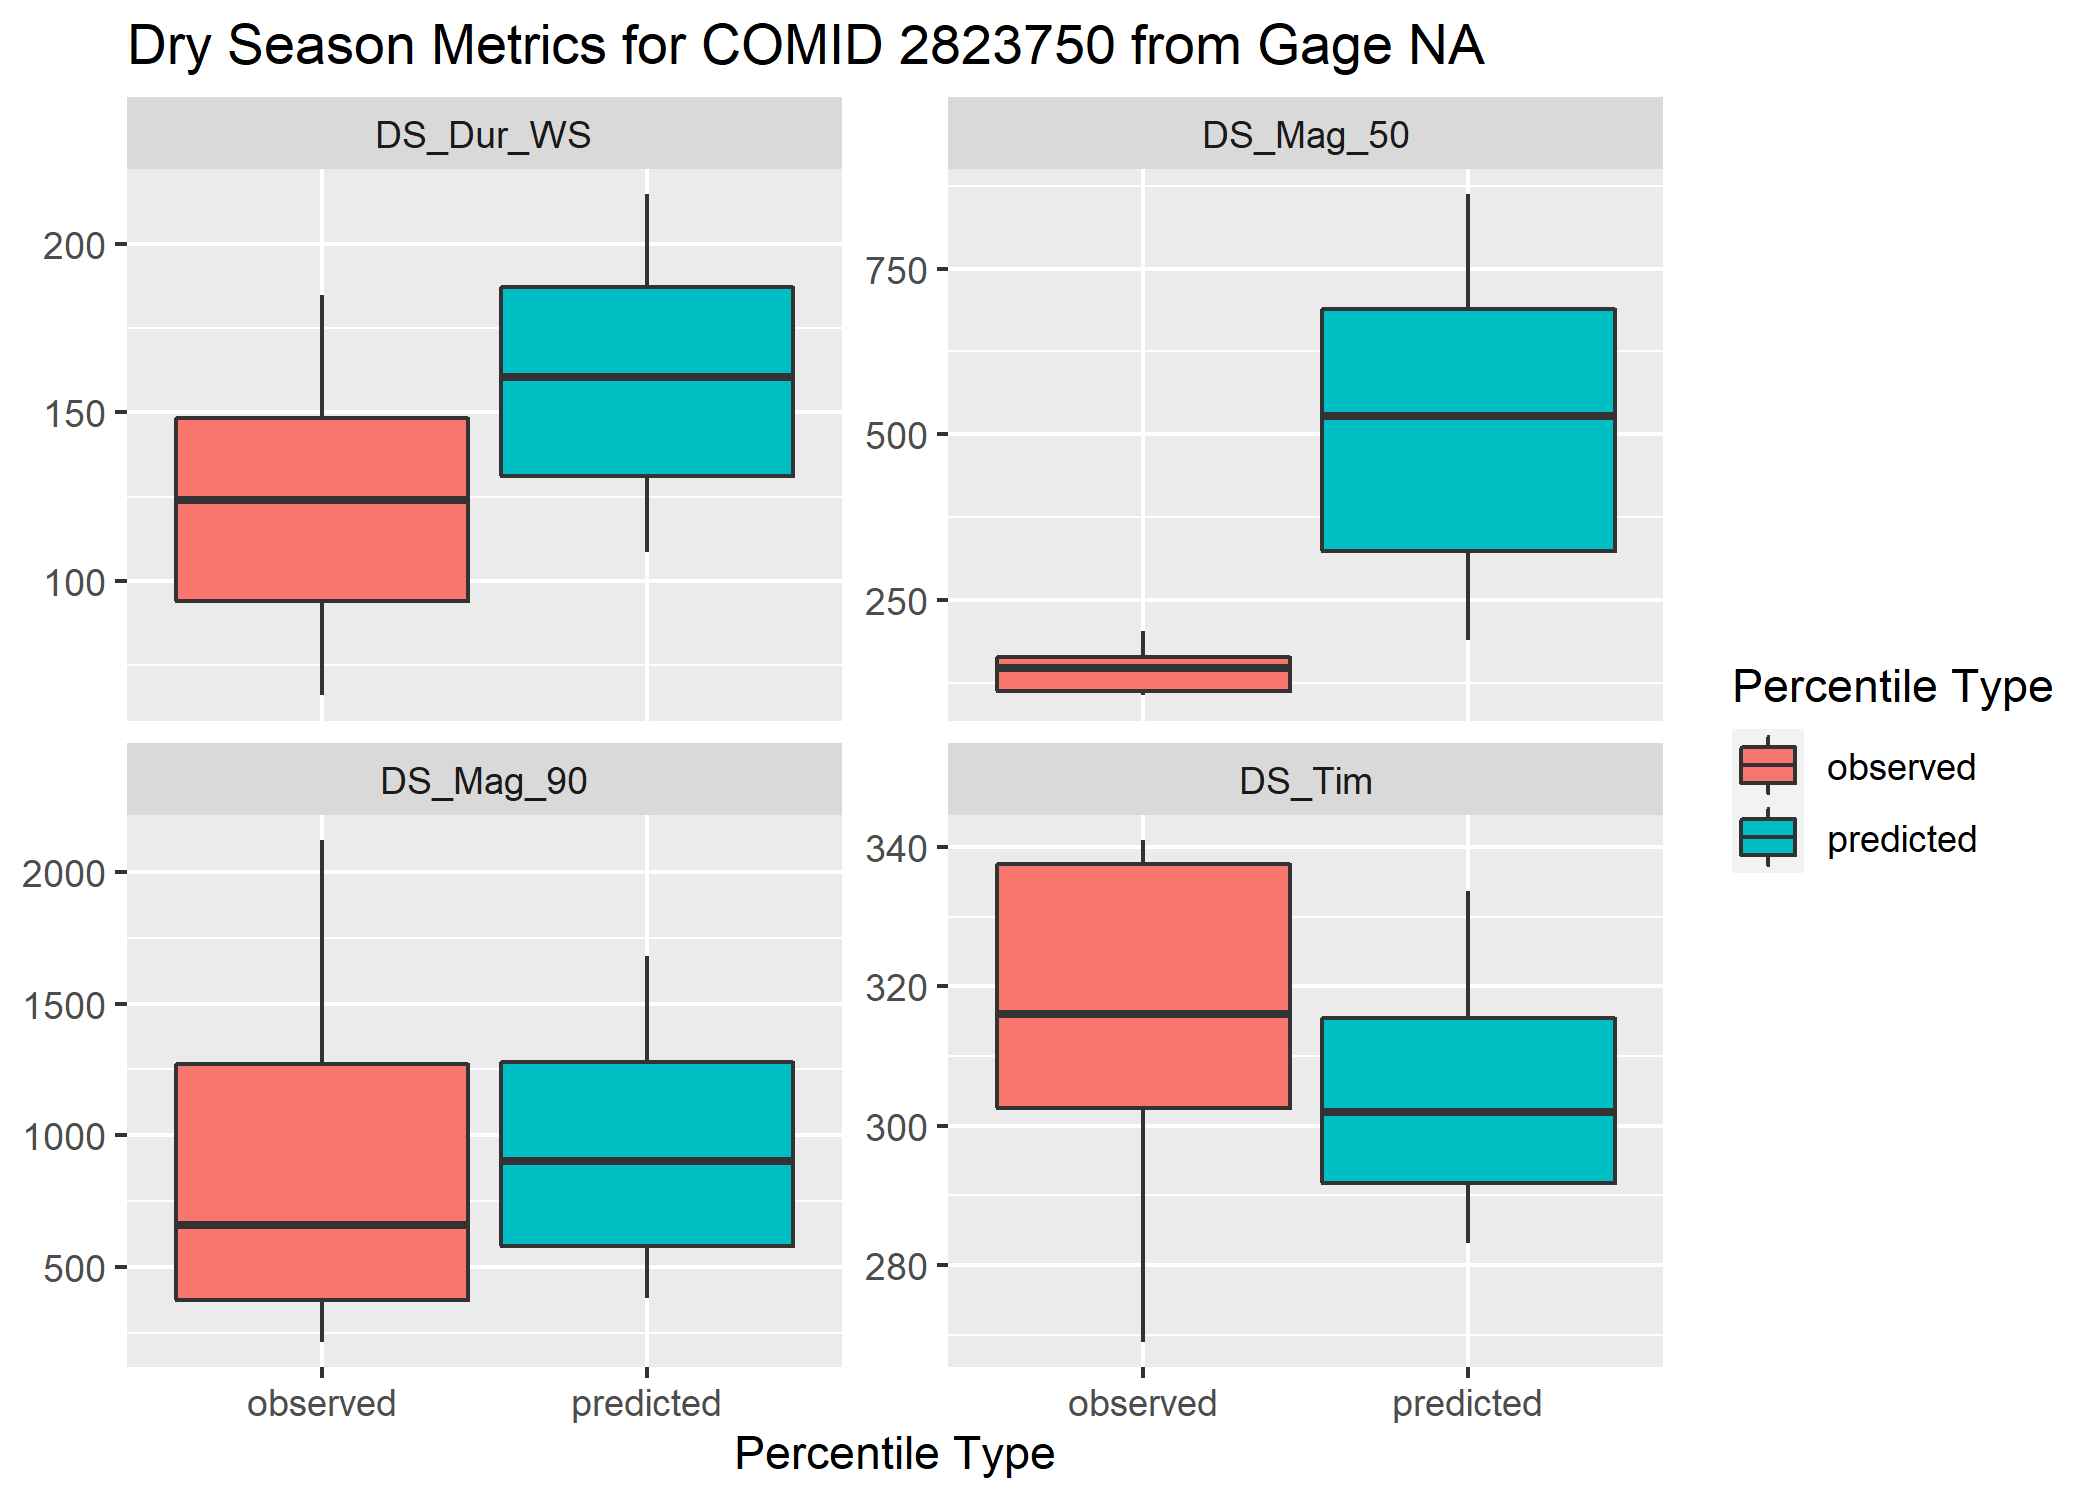 Dry Season Metrics for COMID 2823750 from Gage NA
DS_Dur_WS
DS_Mag_50
200
150
100
750
500
250
DS_Mag_90
DS_Tim
2000
1500
1000
500
340
320
300
280
observed
predicted
observed
predicted
Percentile Type
Percentile Type
observed
predicted